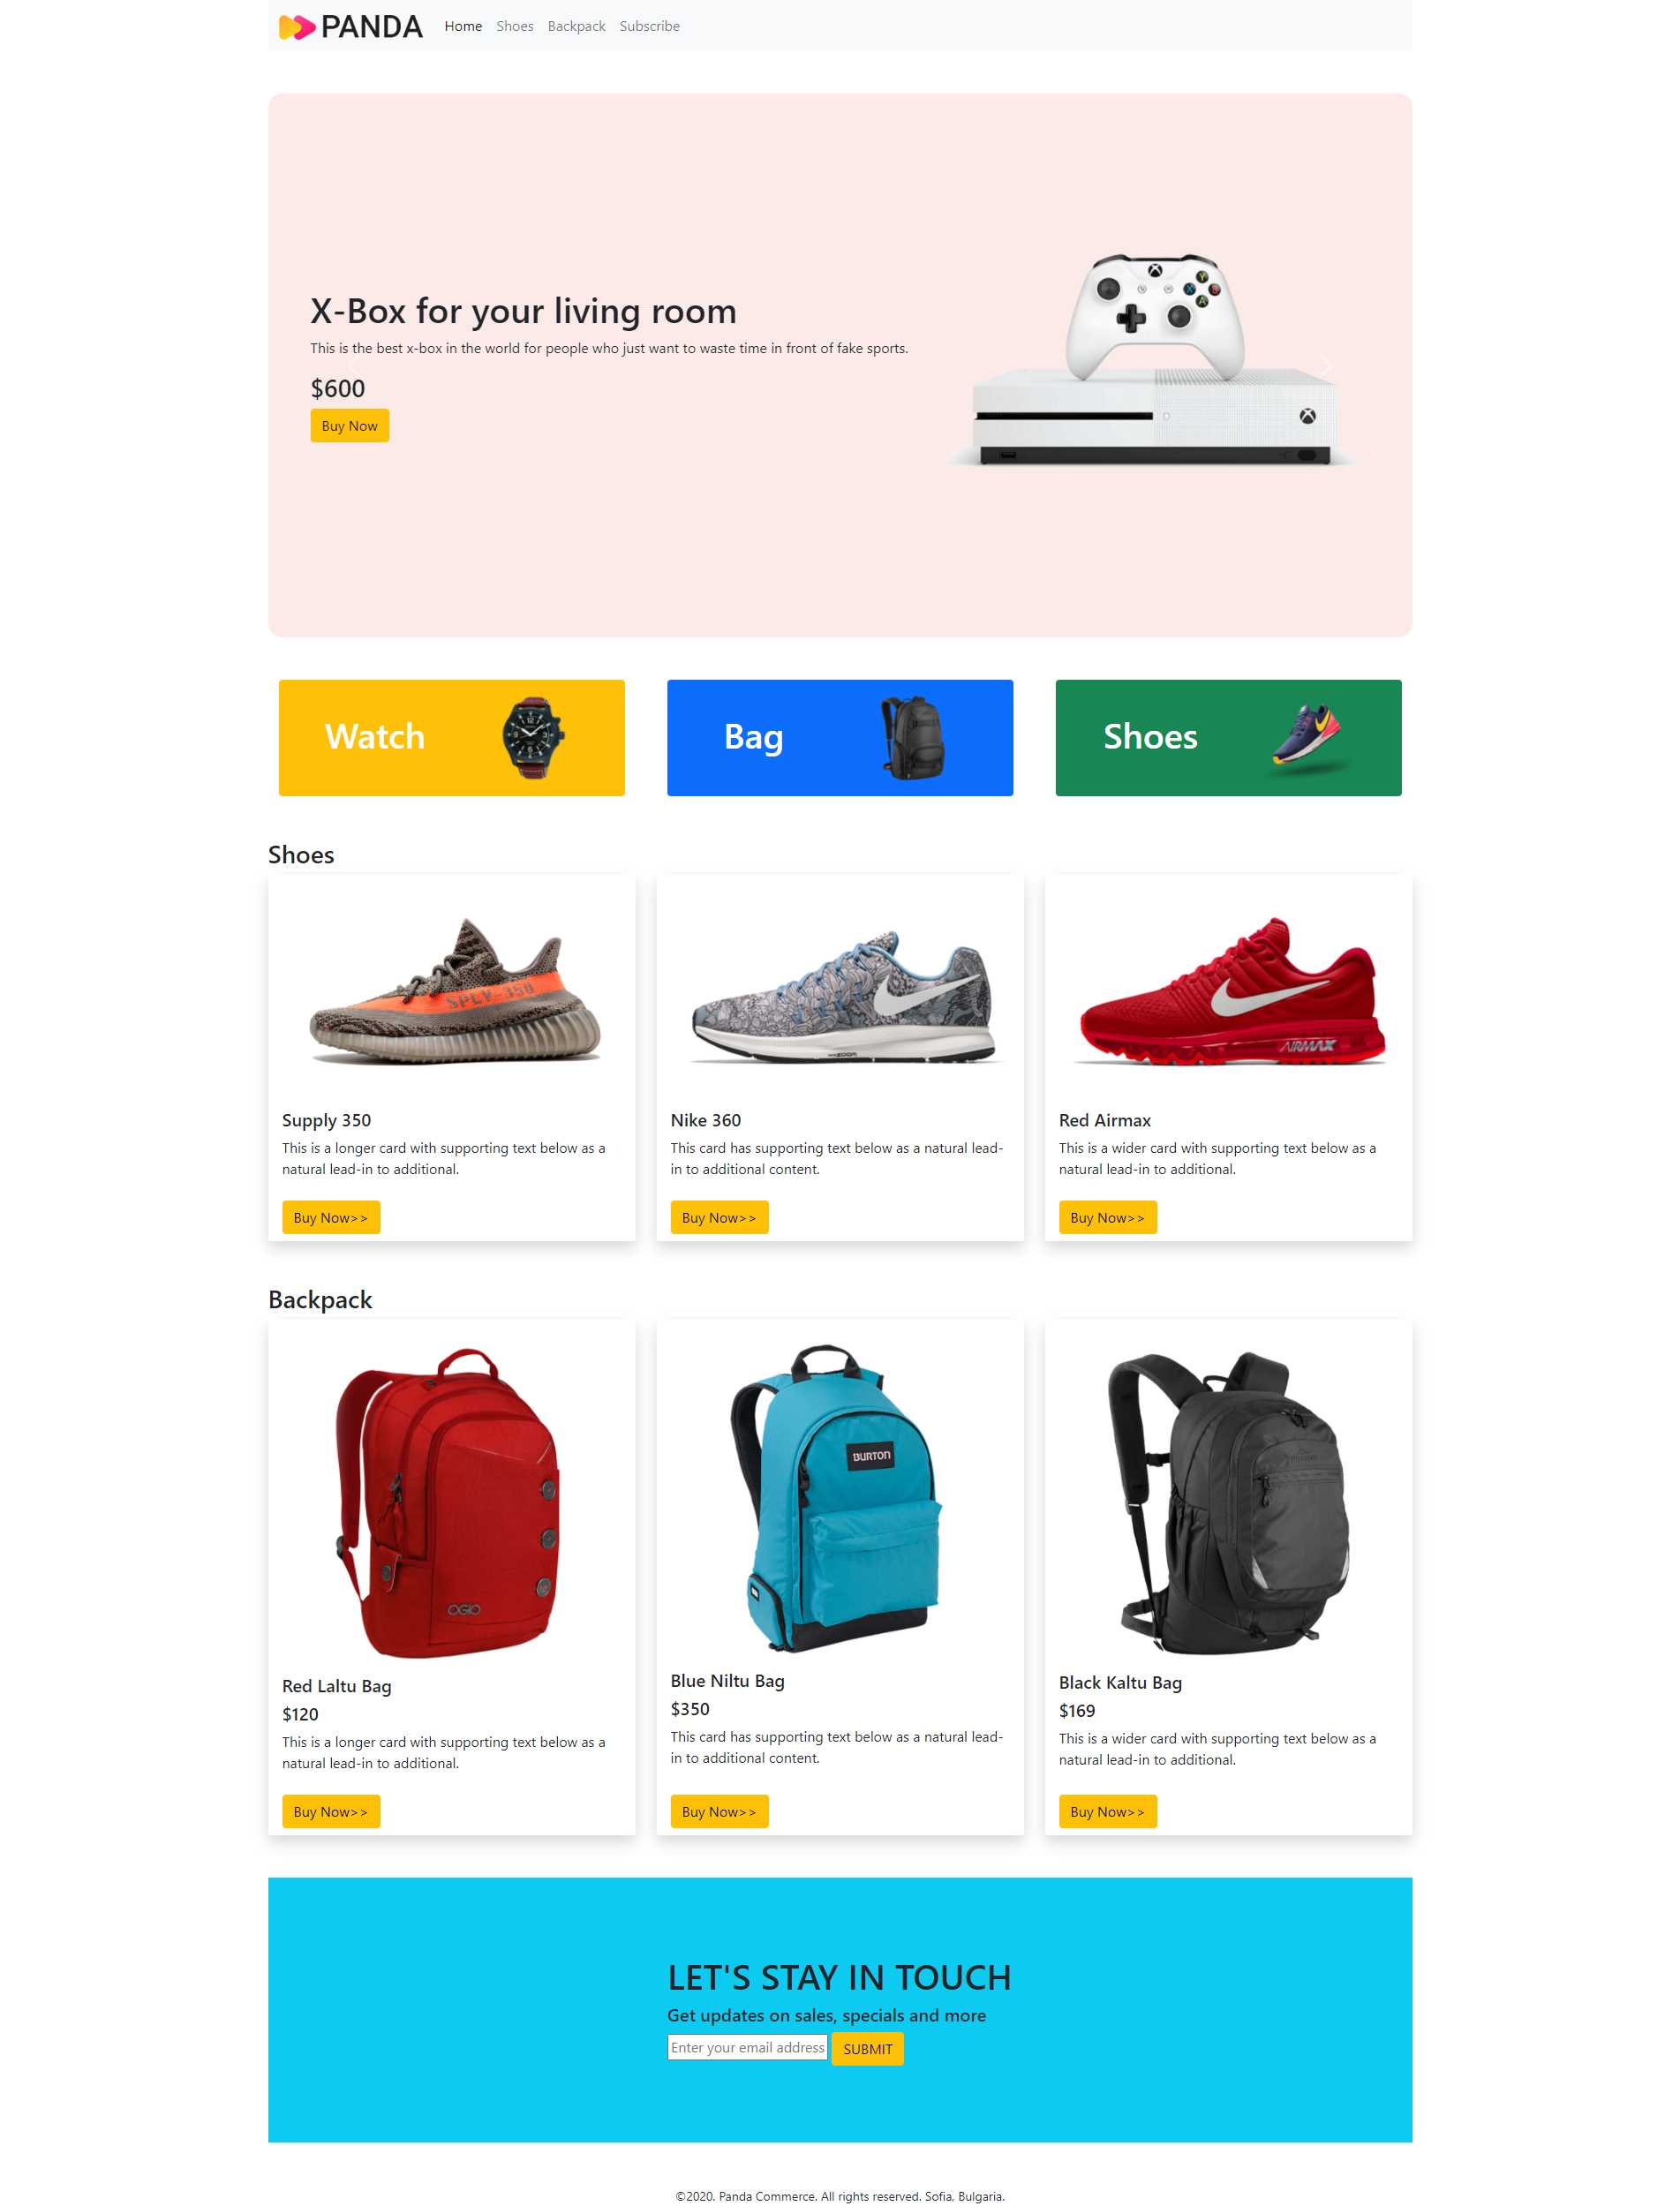 PANDA Home Shoes Backpack Subscribe
X-Box for your living room
This is the best x-box in the world for people who just want to waste time in front of fake sports.
$600
Buy Now
Y
X B
A
Watch
Bag
Shoes
Shoes
SPLY-350
ZOOM
AIRMAX
Supply 350
This is a longer card with supporting text below as a
natural lead-in to additional.
Buy Now>>
Nike 360
This card has supporting text below as a natural lead-
in to additional content.
Buy Now>>
Red Airmax
This is a wider card with supporting text below as a
natural lead-in to additional.
Buy Now>>
Backpack
OGIO
BURTON
Red Laltu Bag
$120
This is a longer card with supporting text below as a
natural lead-in to additional.
Buy Now>>
Blue Niltu Bag
$350
This card has supporting text below as a natural lead-
in to additional content.
Buy Now>>
Black Kaltu Bag
$169
This is a wider card with supporting text below as a
natural lead-in to additional.
Buy Now>>
LET'S STAY IN TOUCH
Get updates on sales, specials and more
Enter your email address SUBMIT
©2020. Panda Commerce. All rights reserved. Sofia, Bulgaria.